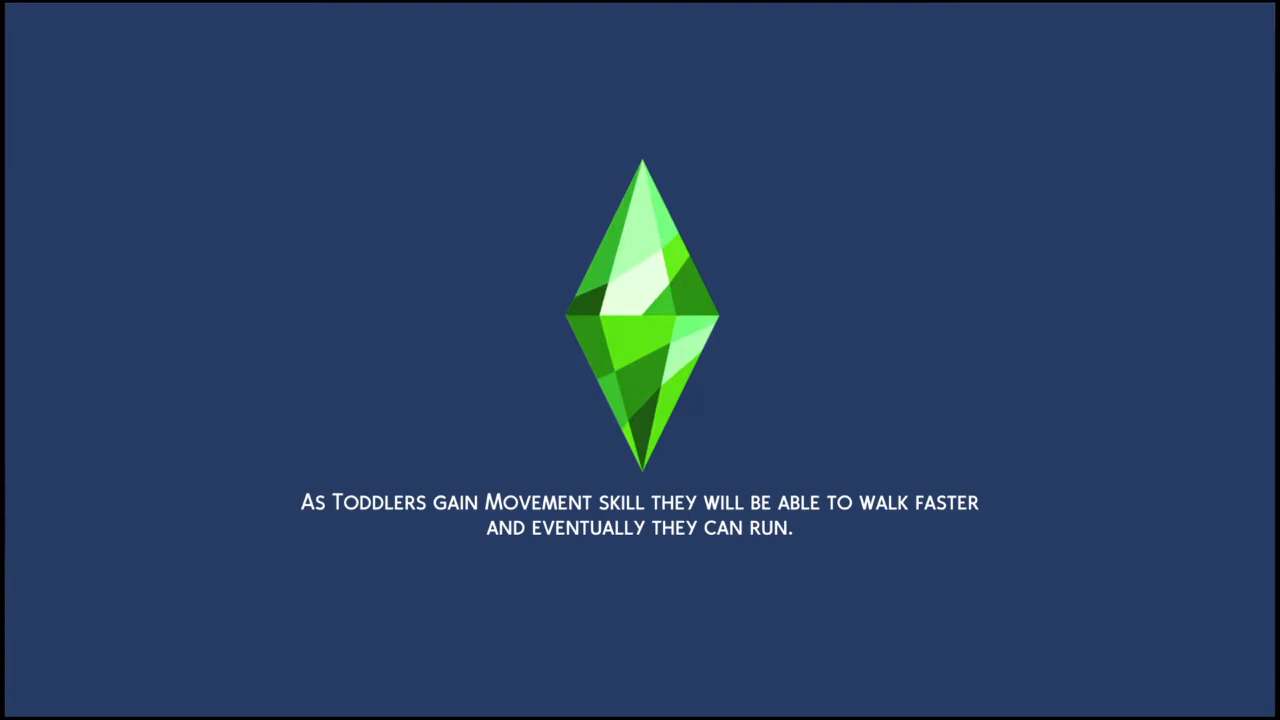 As Toddlers gain Movement skill they will be able to walk faster
and eventually they can run.